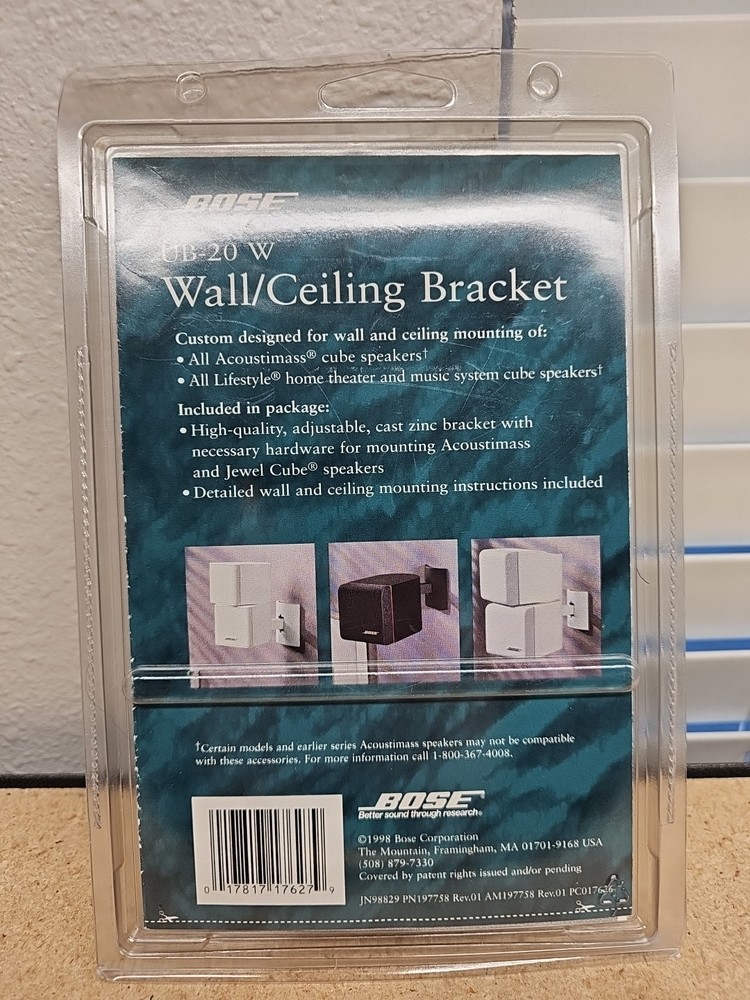 BOSE
UB-20 W
Wall/Ceiling Bracket
Custom designed for wall and ceiling mounting of:
• All Acoustimass® cube speakers†
• All Lifestyle® home theater and music system cube speakers†
Included in package:
• High-quality, adjustable, cast zinc bracket with
necessary hardware for mounting Acoustimass
and Jewel Cube® speakers
• Detailed wall and ceiling mounting instructions included
†Certain models and earlier series Acoustimass speakers may not be compatible
with these accessories. For more information call 1-800-367-4008.
BOSE
Better sound through research®
©1998 Bose Corporation
The Mountain, Framingham, MA 01701-9168 USA
(508) 879-7330
Covered by patent rights issued and/or pending
JN98829 PN197758 Rev.01 AM197758 Rev.01
0 17817 17627 9